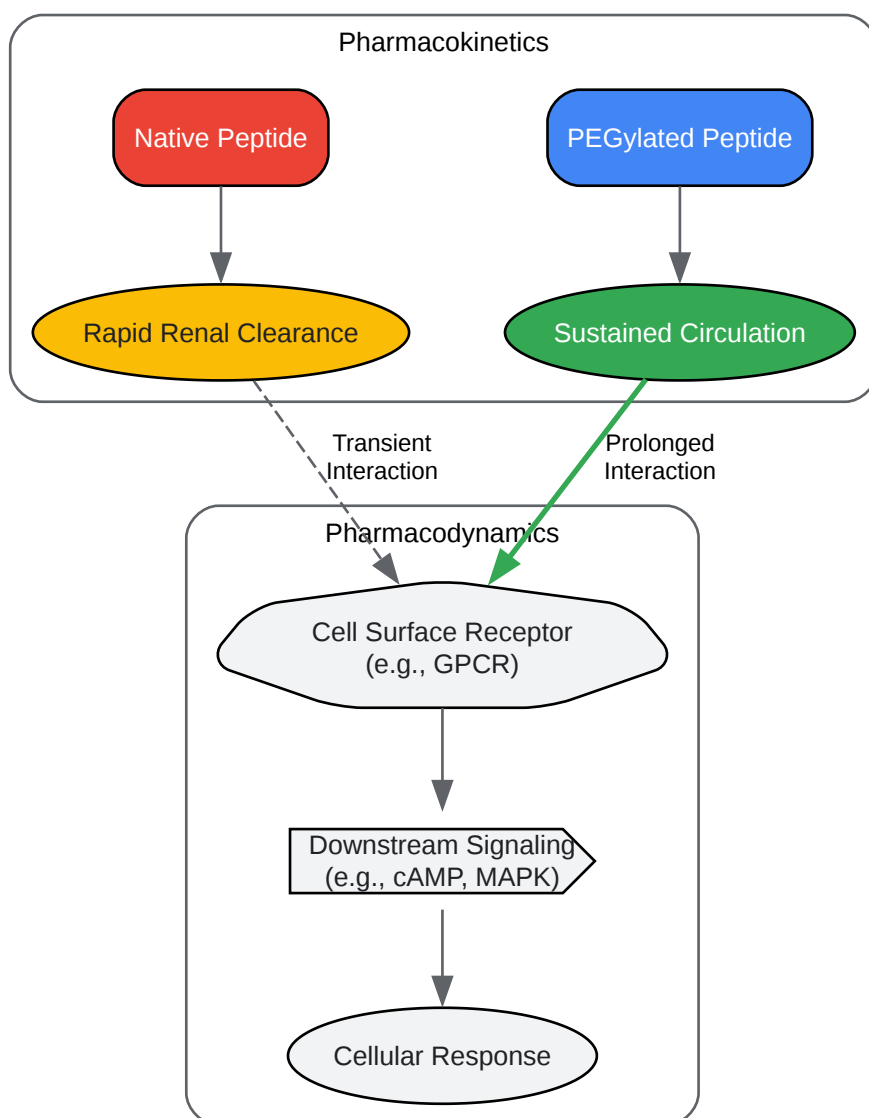 Pharmacokinetics
Native Peptide
PEGylated Peptide
Rapid Renal Clearance
Sustained Circulation
Transient
Interaction
Prolonged
Interaction
Pharmacodynamics
Cell Surface Receptor
(e.g., GPCR)
Downstream Signaling
(e.g., cAMP, MAPK)
Cellular Response